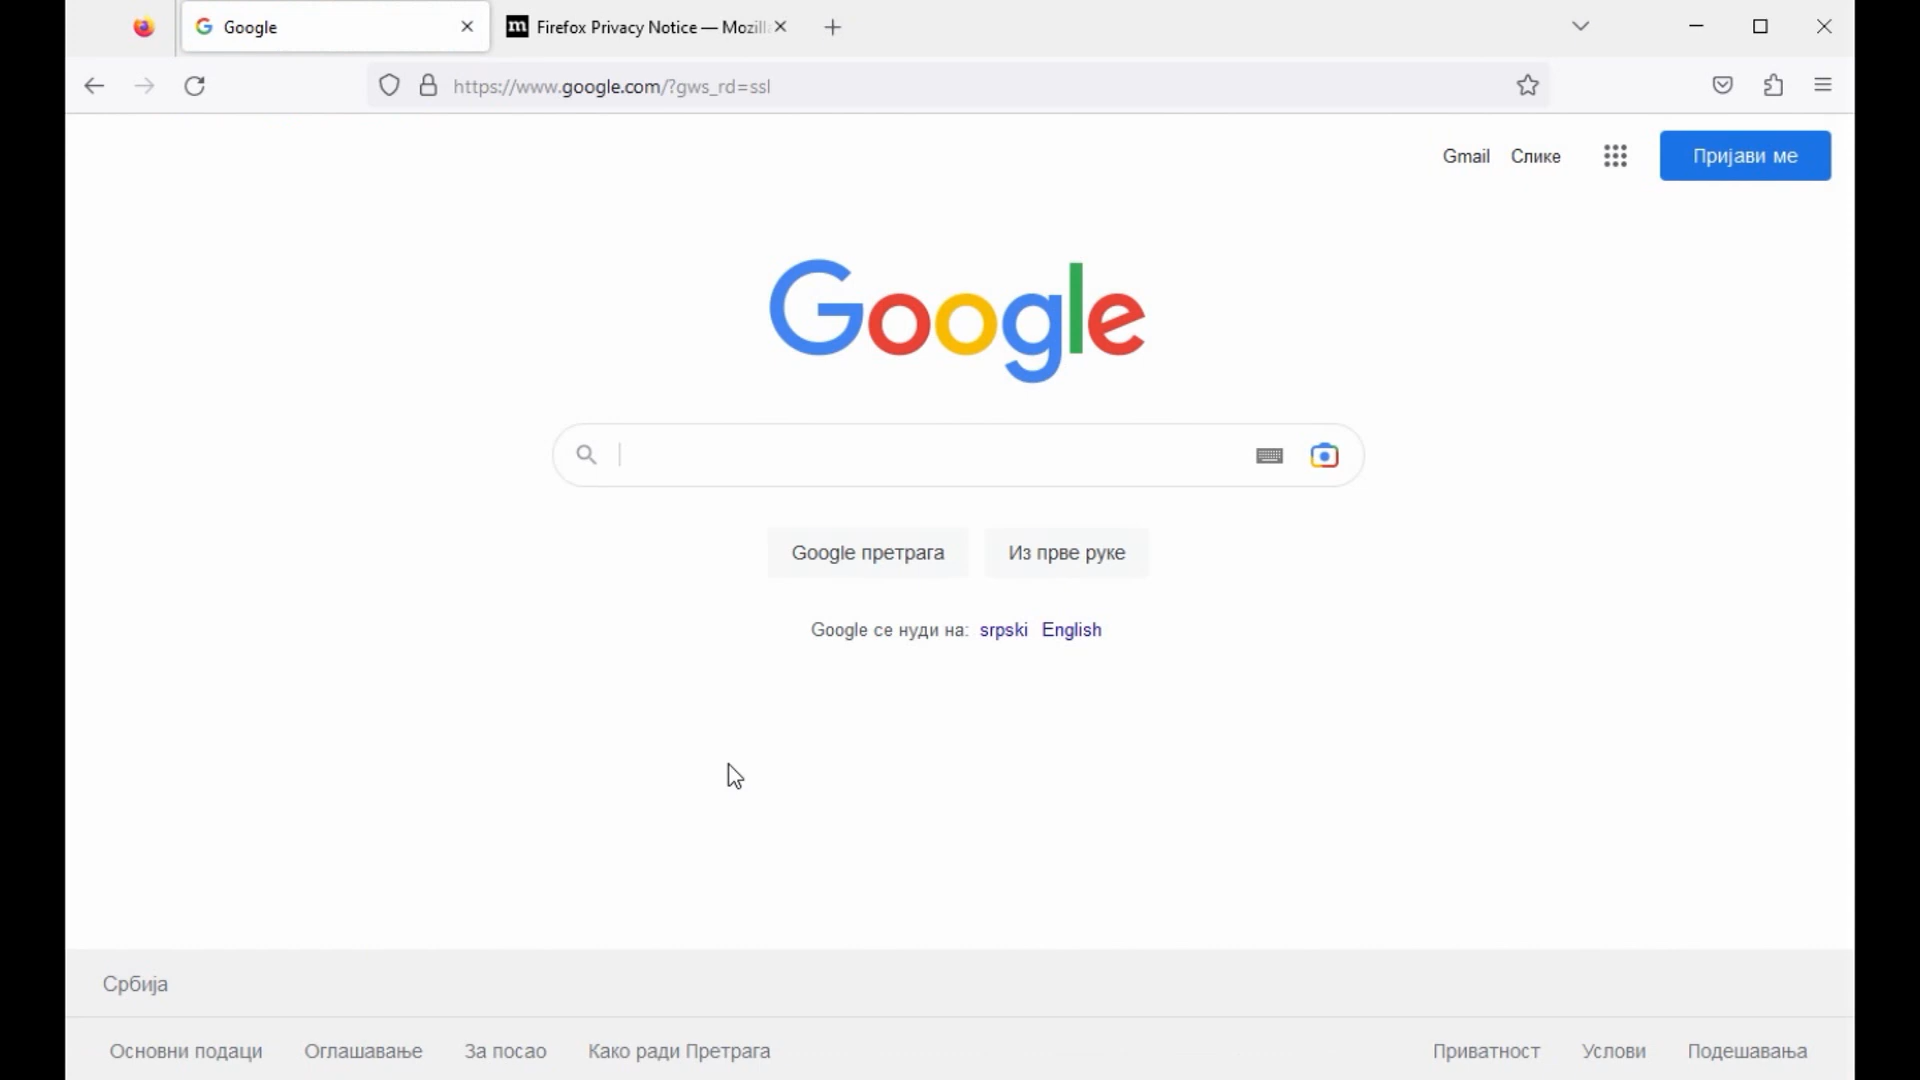 Google
Firefox Privacy Notice — Mozill
https://www.google.com/?gws_rd=ssl
Gmail Слике Пријави ме
Google
Google претрага Из прве руке
Google се нуди на: srpski English
Србија
Основни подаци Оглашавање За посао Како ради Претрага Приватност Услови Подешавања